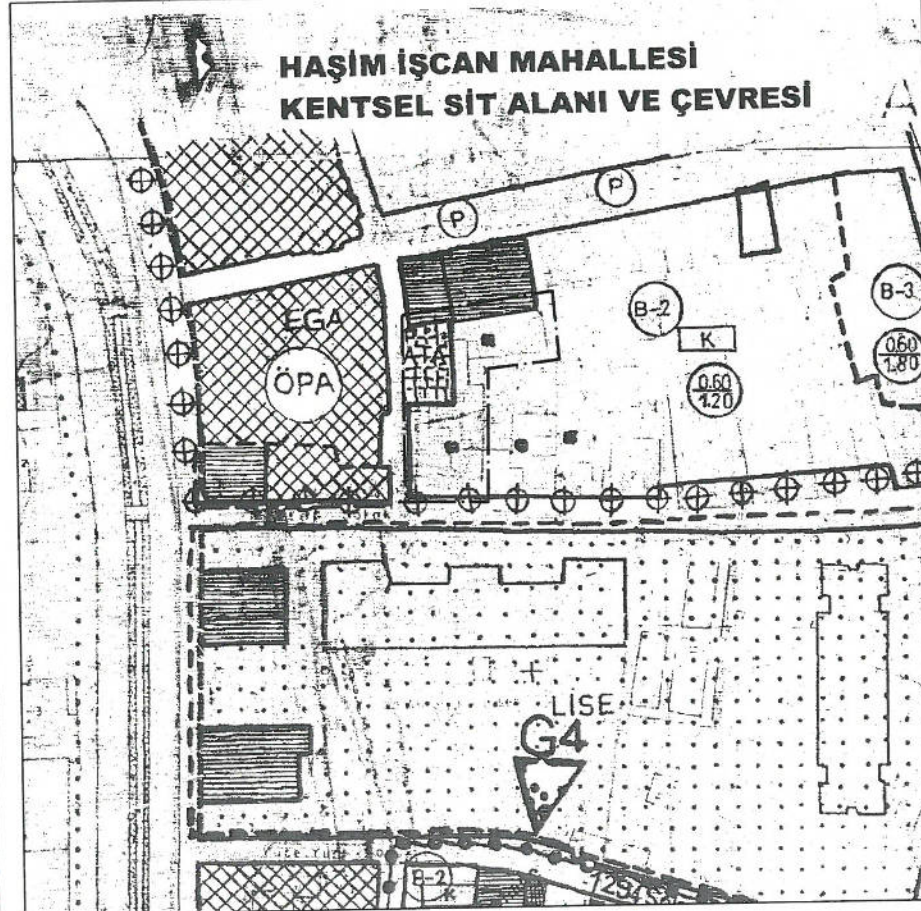 HAŞİM İŞCAN MAHALLESİ
KENTSEL SİT ALANI VE ÇEVRESİ
P
P
EGA
ÖPA
B-2
K
0.60
1.20
B-3
0.60
1.80
LİSE
G4
B-2
K